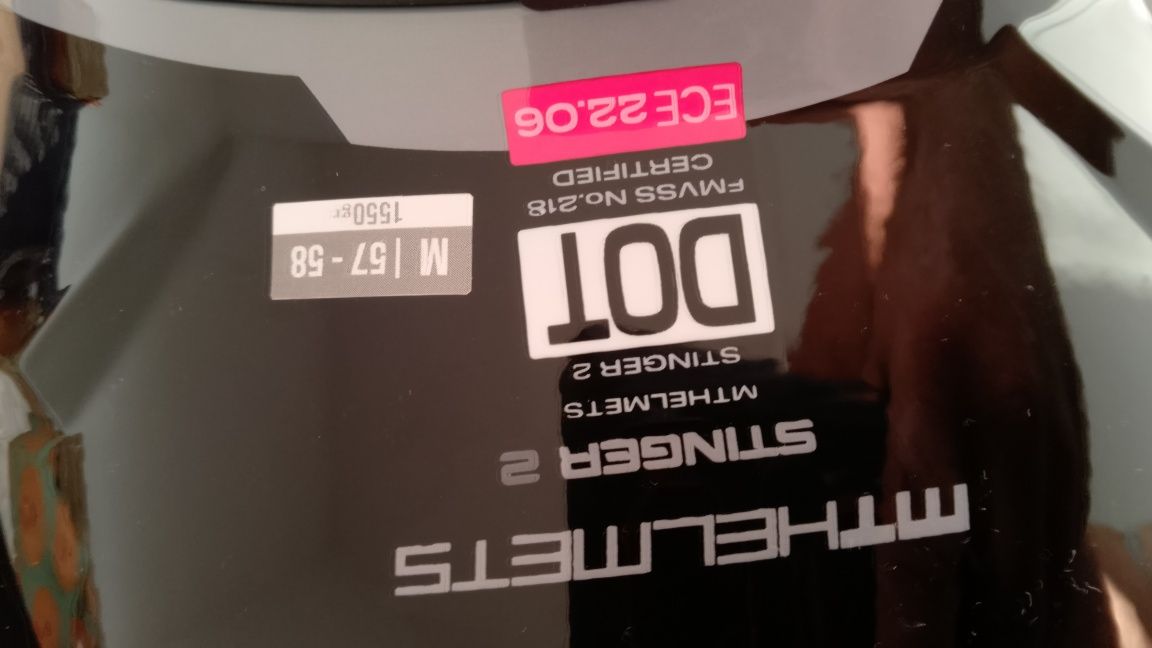 MTHELMETS
STINGER 2
MTHELMETS
STINGER 2
DOT
FMVSS No.218
CERTIFIED
ECE 22.06
M | 57 - 58
1550gr